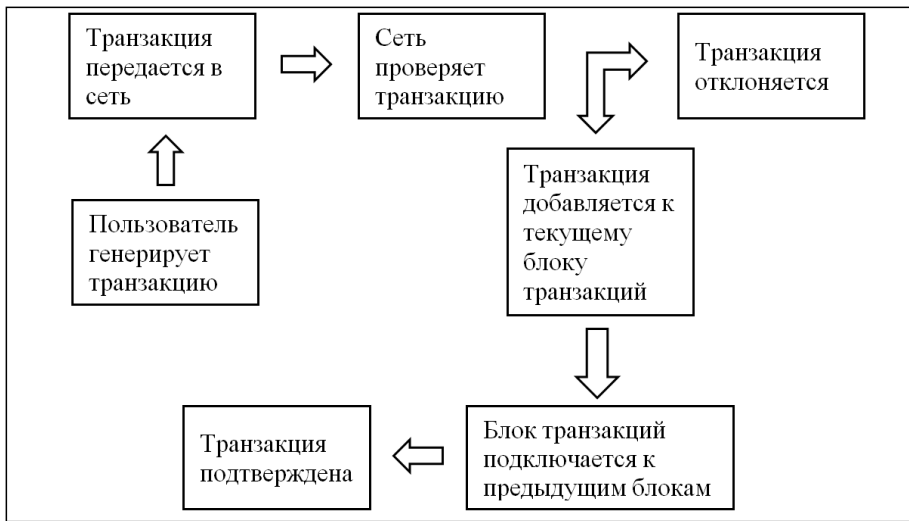 Транзакция
передается в
сеть
Сеть
проверяет
транзакцию
Транзакция
отклоняется
Пользователь
генерирует
транзакцию
Транзакция
добавляется к
текущему
блоку
транзакций
Транзакция
подтверждена
Блок транзакций
подключается к
предыдущим блокам